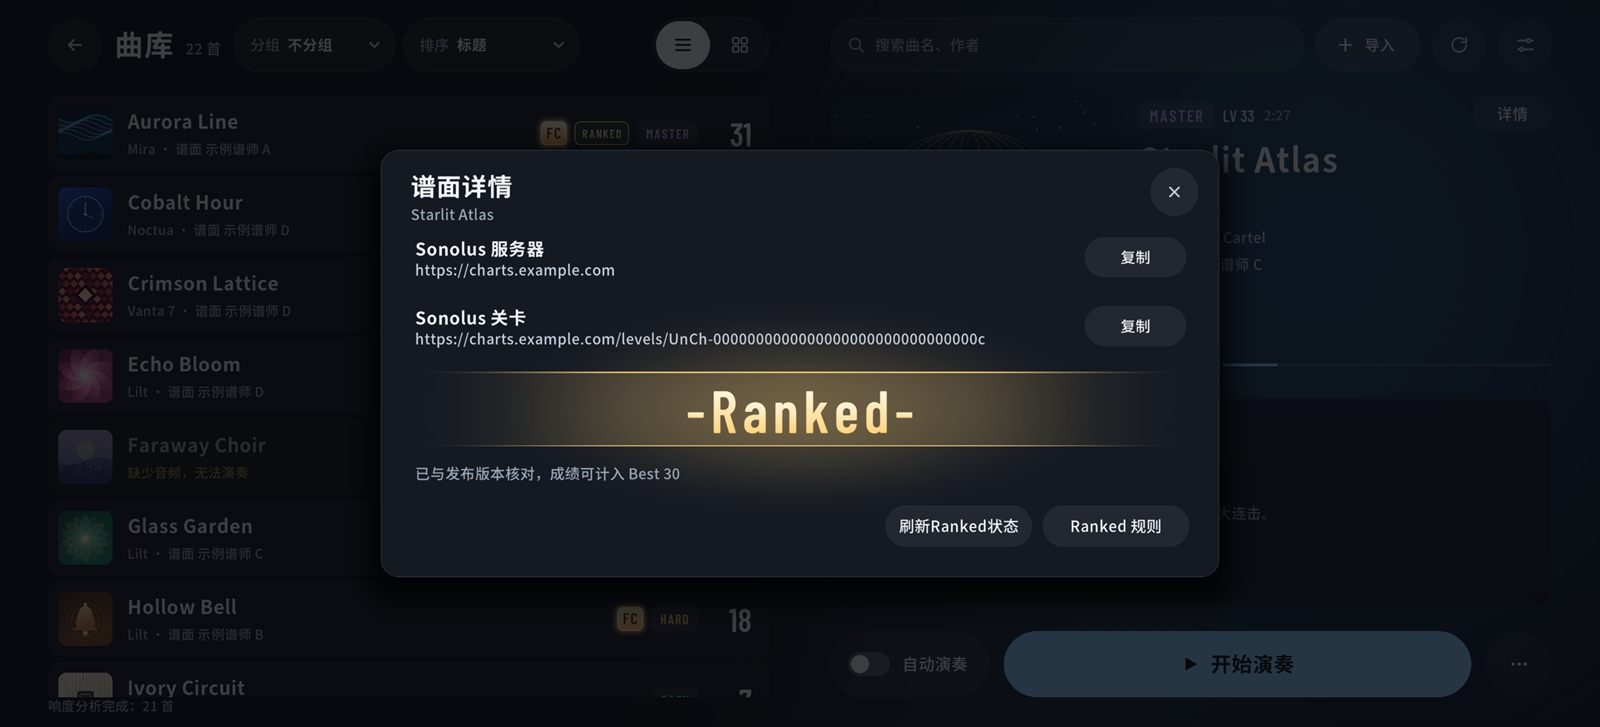 曲库 22 首
分组 不分组
排序 标题
搜索曲名、作者
导入
Aurora Line
Mira · 谱面 示例谱师 A
FC RANKED MASTER 31
Cobalt Hour
Noctua · 谱面 示例谱师 D
Crimson Lattice
Vanta 7 · 谱面 示例谱师 D
Echo Bloom
Lilt · 谱面 示例谱师 D
Faraway Choir
缺少音频，无法演奏
Glass Garden
Lilt · 谱面 示例谱师 C
Hollow Bell
Lilt · 谱面 示例谱师 B
FC HARD 18
Ivory Circuit
响度分析完成：21 首
MASTER LV 33 2:27
详情
lit Atlas
Cartel
谱师 C
大连击。
谱面详情
Starlit Atlas
Sonolus 服务器
https://charts.example.com
复制
Sonolus 关卡
https://charts.example.com/levels/UnCh-0000000000000000000000000000000c
复制
-Ranked-
已与发布版本核对，成绩可计入 Best 30
刷新Ranked状态
Ranked 规则
自动演奏
开始演奏